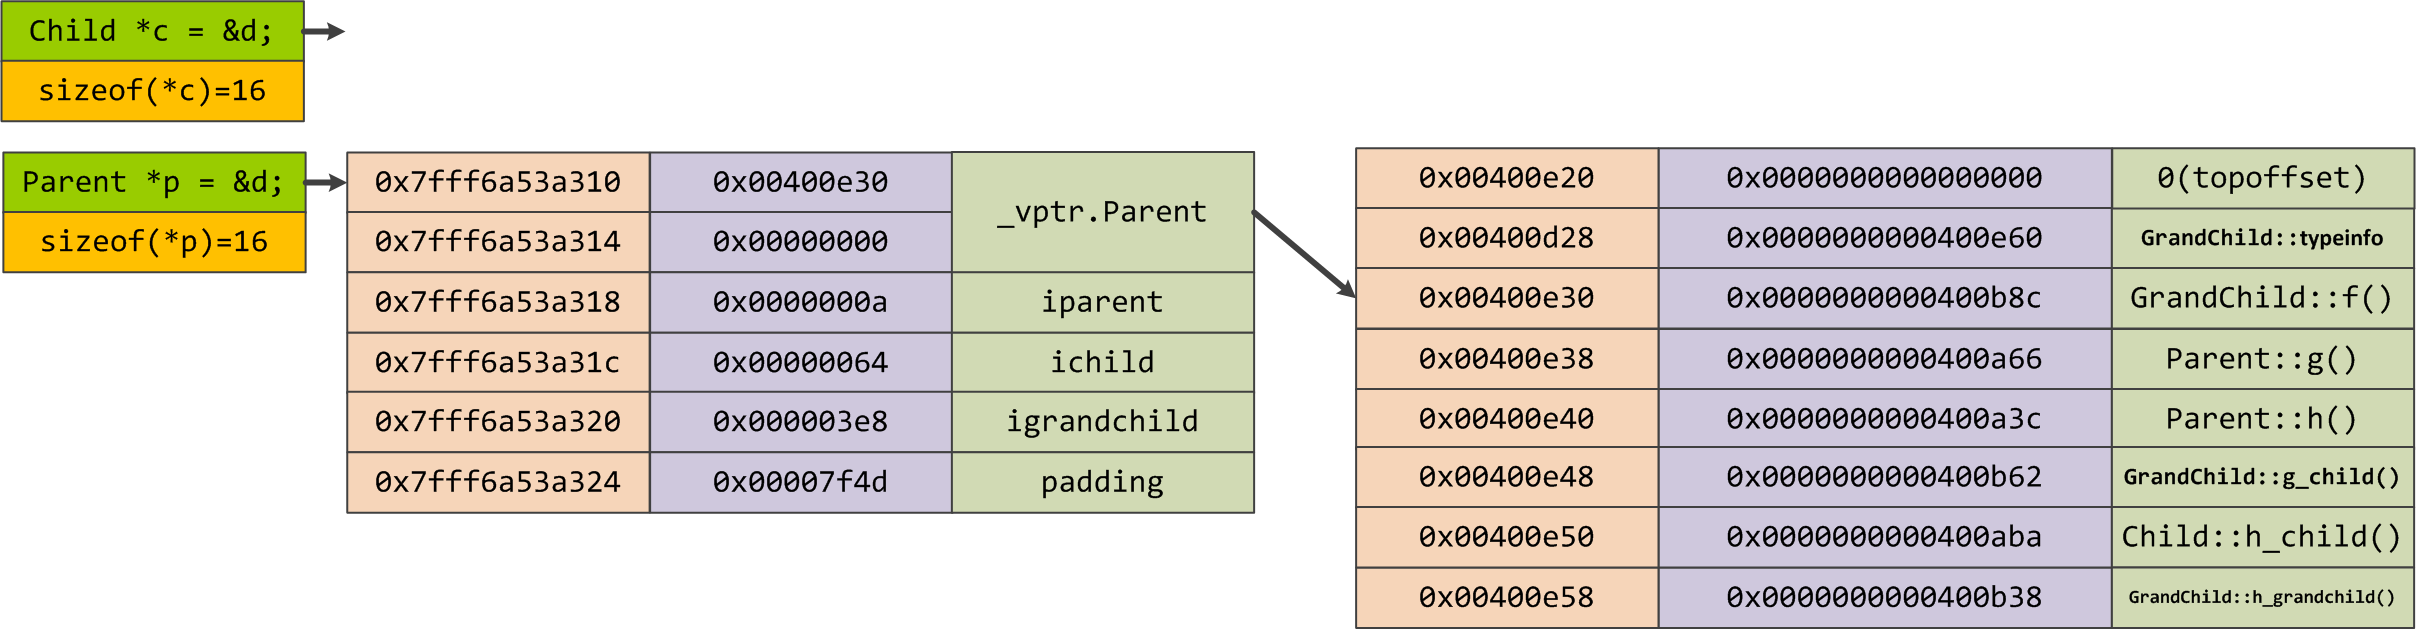 Child *c = &d;
sizeof(*c)=16
Parent *p = &d;
sizeof(*p)=16
0x7fff6a53a310 0x00400e30 _vptr.Parent
0x7fff6a53a314 0x00000000
0x7fff6a53a318 0x0000000a iparent
0x7fff6a53a31c 0x00000064 ichild
0x7fff6a53a320 0x000003e8 igrandchild
0x7fff6a53a324 0x00007f4d padding
0x00400e20 0x0000000000000000 0(topoffset)
0x00400d28 0x0000000000400e60 GrandChild::typeinfo
0x00400e30 0x0000000000400b8c GrandChild::f()
0x00400e38 0x0000000000400a66 Parent::g()
0x00400e40 0x0000000000400a3c Parent::h()
0x00400e48 0x0000000000400b62 GrandChild::g_child()
0x00400e50 0x0000000000400aba Child::h_child()
0x00400e58 0x0000000000400b38 GrandChild::h_grandchild()